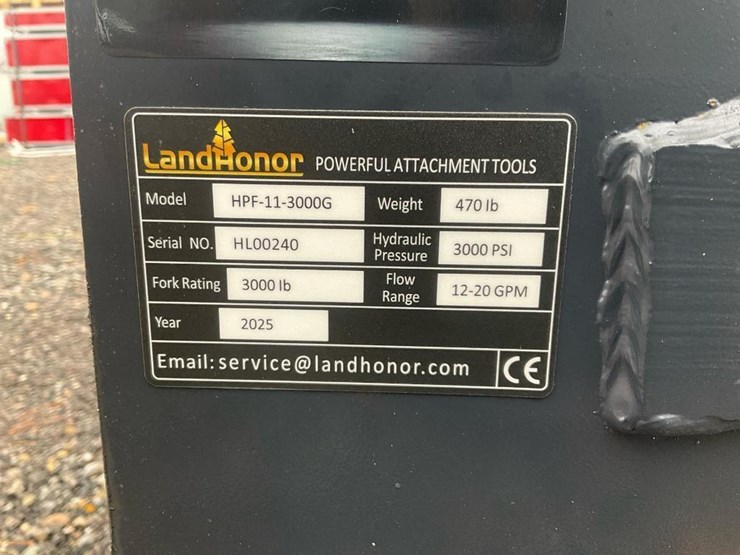 LandHonor POWERFUL ATTACHMENT TOOLS
Model HPF-11-3000G Weight 470 lb
Serial NO. HL00240 Hydraulic Pressure 3000 PSI
Fork Rating 3000 lb Flow Range 12-20 GPM
Year 2025
Email: service@landhonor.com CE